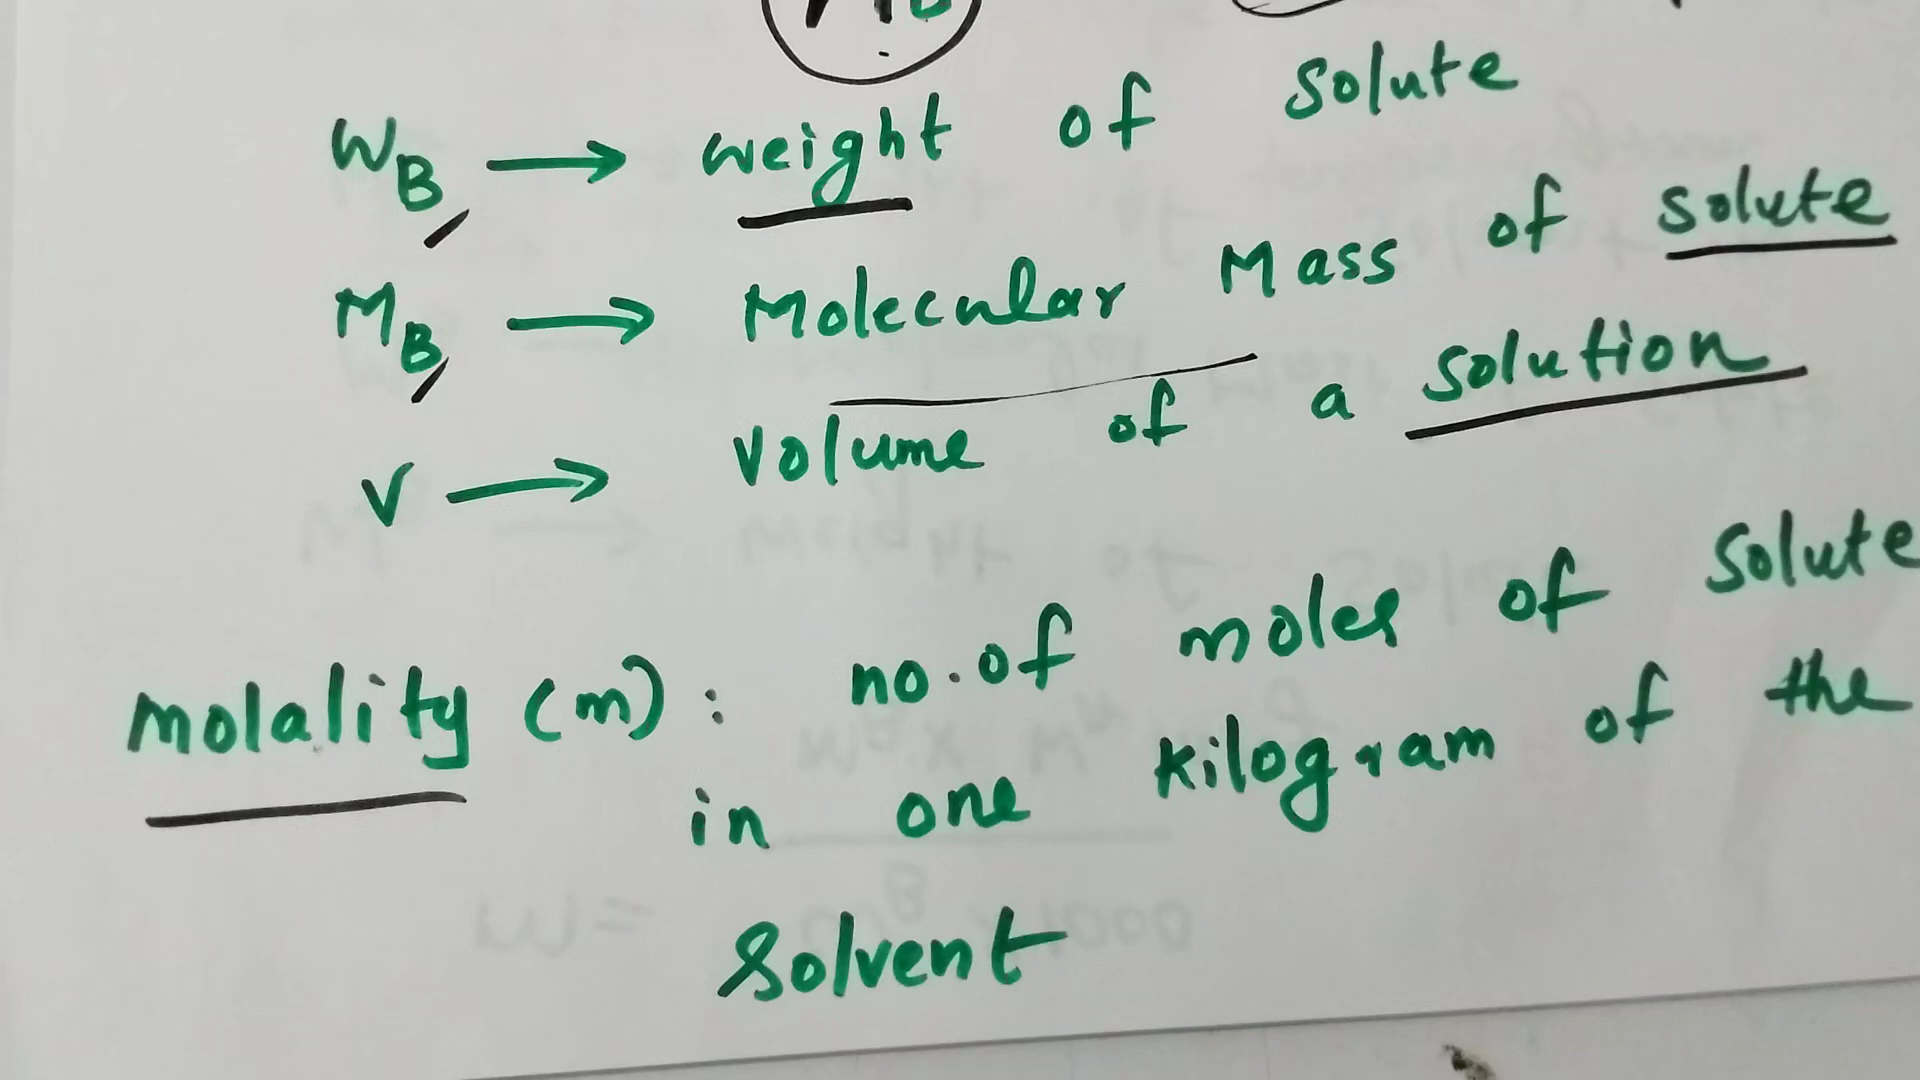 WB → weight of solute
MB → Molecular Mass of solute
V → volume of a solution
Molality (m): no. of moles of solute
in one kilogram of the
solvent